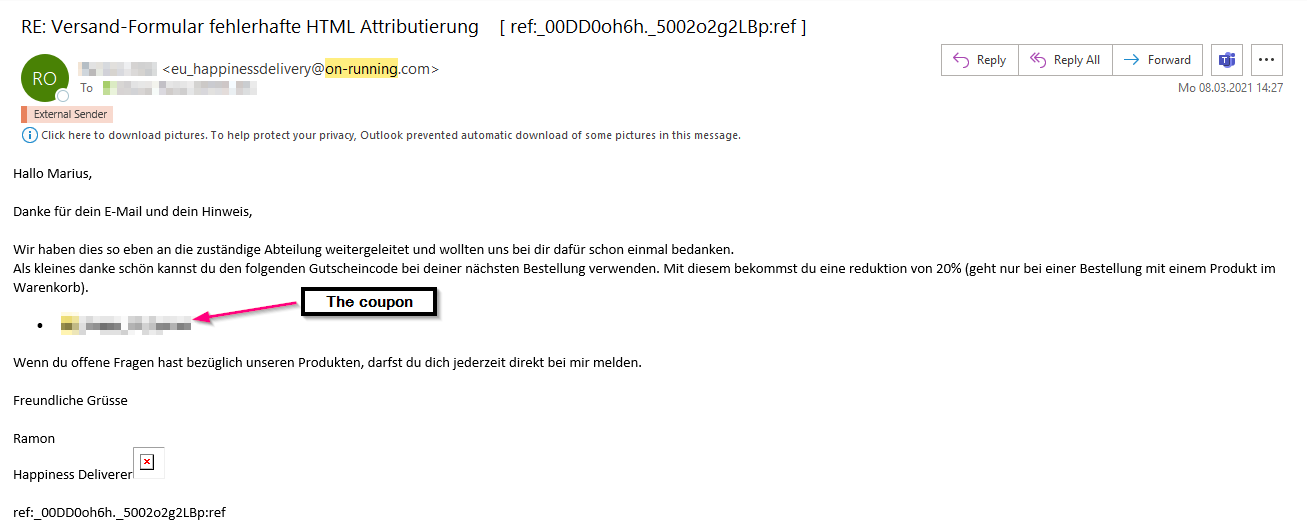 RE: Versand-Formular fehlerhafte HTML Attributierung [ ref:_00DD0oh6h._5002o2g2LBp:ref ]
RO
<eu_happinessdelivery@on-running.com>
Reply
Reply All
Forward
To
Mo 08.03.2021 14:27
External Sender
Click here to download pictures. To help protect your privacy, Outlook prevented automatic download of some pictures in this message.
Hallo Marius,
Danke für dein E-Mail und dein Hinweis,
Wir haben dies so eben an die zuständige Abteilung weitergeleitet und wollten uns bei dir dafür schon einmal bedanken.
Als kleines danke schön kannst du den folgenden Gutscheincode bei deiner nächsten Bestellung verwenden. Mit diesem bekommst du eine reduktion von 20% (geht nur bei einer Bestellung mit einem Produkt im
Warenkorb).
The coupon
Wenn du offene Fragen hast bezüglich unseren Produkten, darfst du dich jederzeit direkt bei mir melden.
Freundliche Grüsse
Ramon
Happiness Deliverer
ref:_00DD0oh6h._5002o2g2LBp:ref